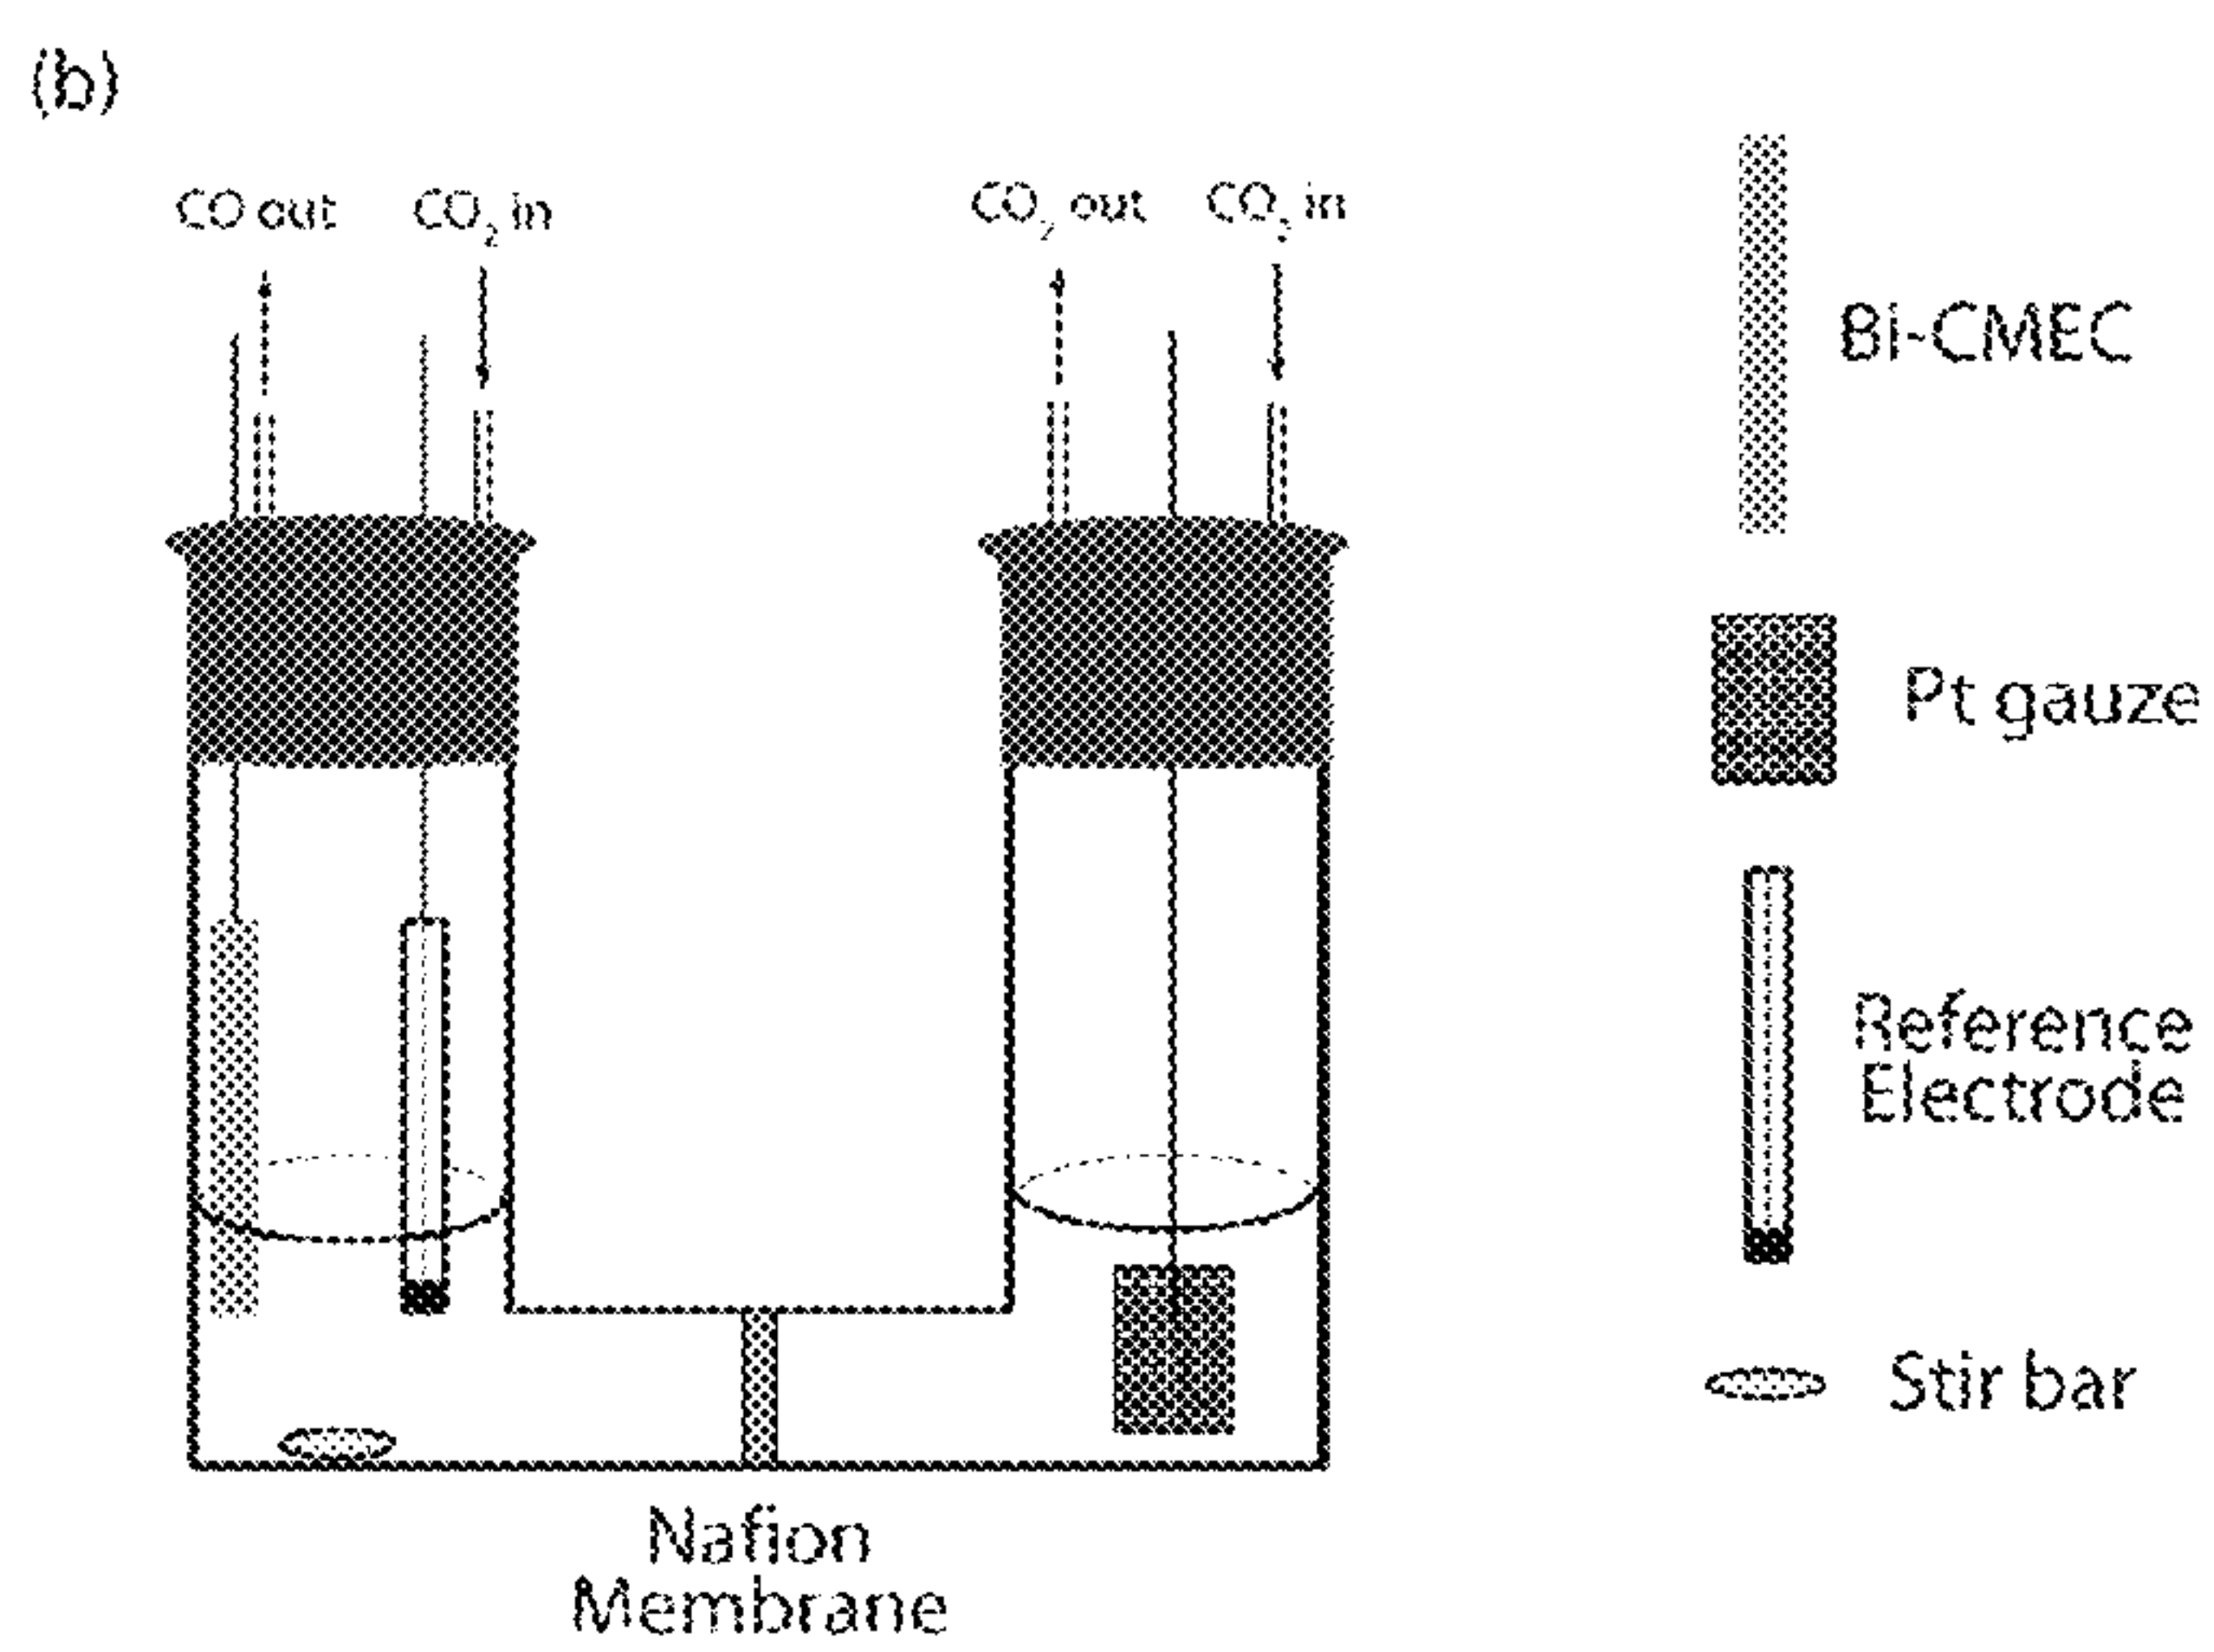 (b)
CO out CO₂ in CO₂ out CO₂ in
Bi-CMEC
Pt gauze
Reference
Electrode
Stir bar
Nafion
Membrane